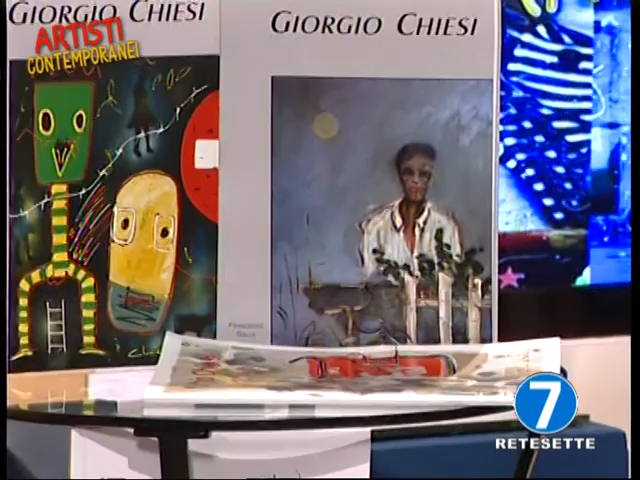 GIORGIO CHIESI
GIORGIO CHIESI
ARTISTI
CONTEMPORANEI
7
RETESETTE